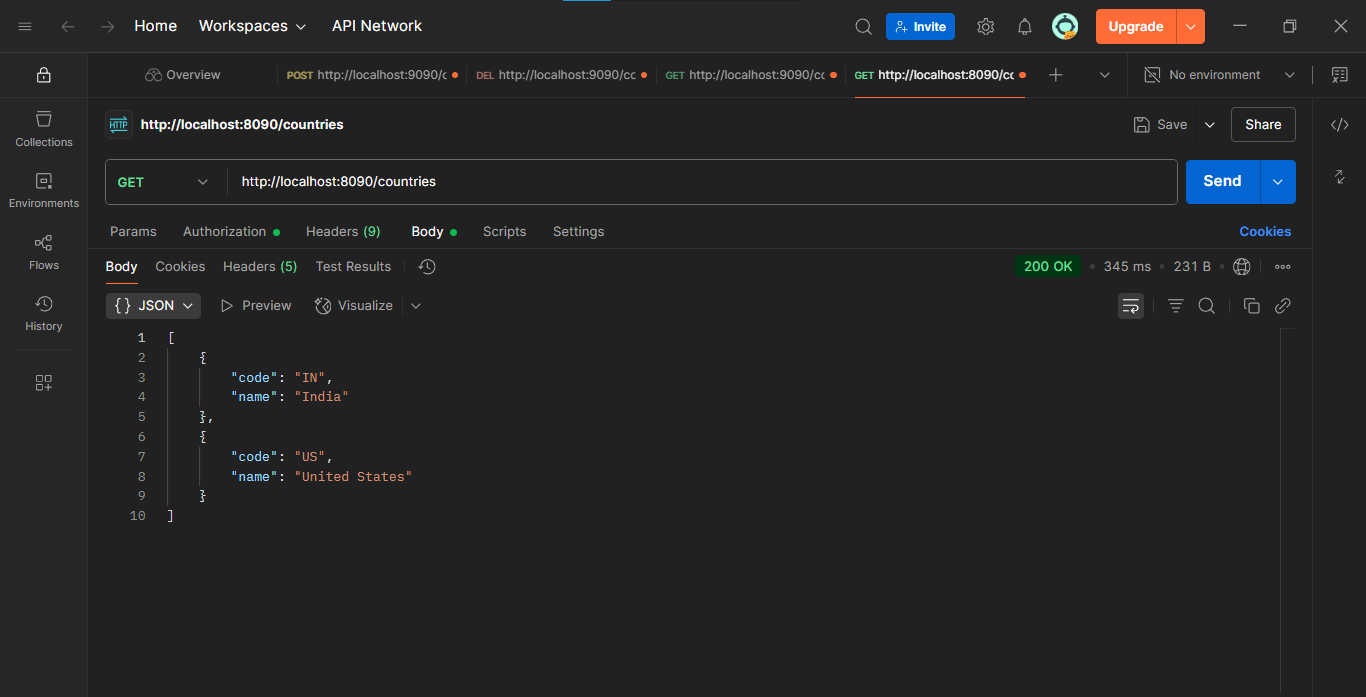 Home Workspaces API Network Invite Upgrade
Overview POST http://localhost:9090/c DEL http://localhost:9090/cc GET http://localhost:9090/cc GET http://localhost:8090/cc No environment
HTTP http://localhost:8090/countries Save Share
Collections
GET http://localhost:8090/countries Send
Environments
Params Authorization Headers (9) Body Scripts Settings Cookies
Flows
Body Cookies Headers (5) Test Results 200 OK 345 ms 231 B
{} JSON Preview Visualize
History
1 [
2 {
3 "code": "IN",
4 "name": "India"
5 },
6 {
7 "code": "US",
8 "name": "United States"
9 }
10 ]